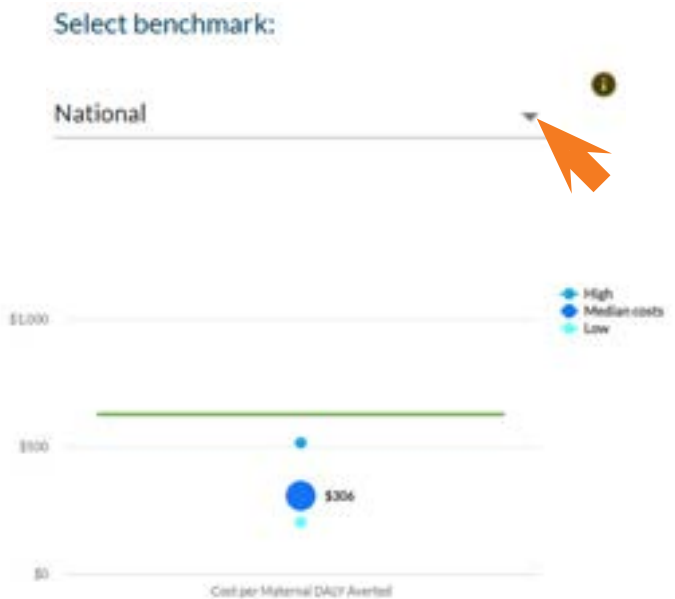 Select benchmark:
National
High
Median costs
Low
$1,000
$500
$306
$0
Cost per Maternal DALY Averted